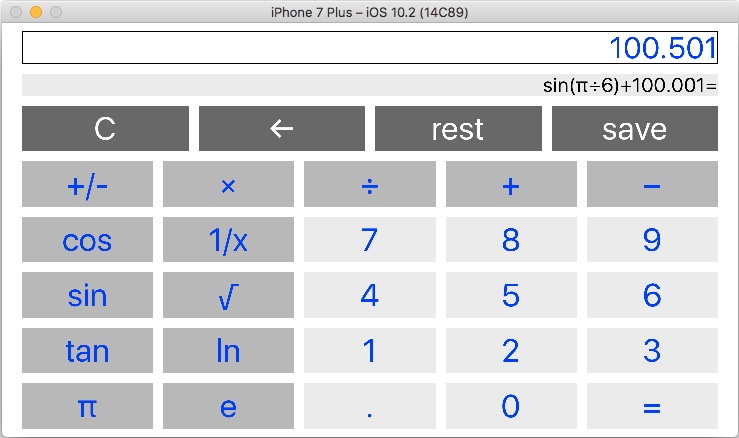 iPhone 7 Plus – iOS 10.2 (14C89)
100.501
sin(π÷6)+100.001=
C ← rest save
+/- × ÷ + −
cos 1/x 7 8 9
sin √ 4 5 6
tan ln 1 2 3
π e . 0 =